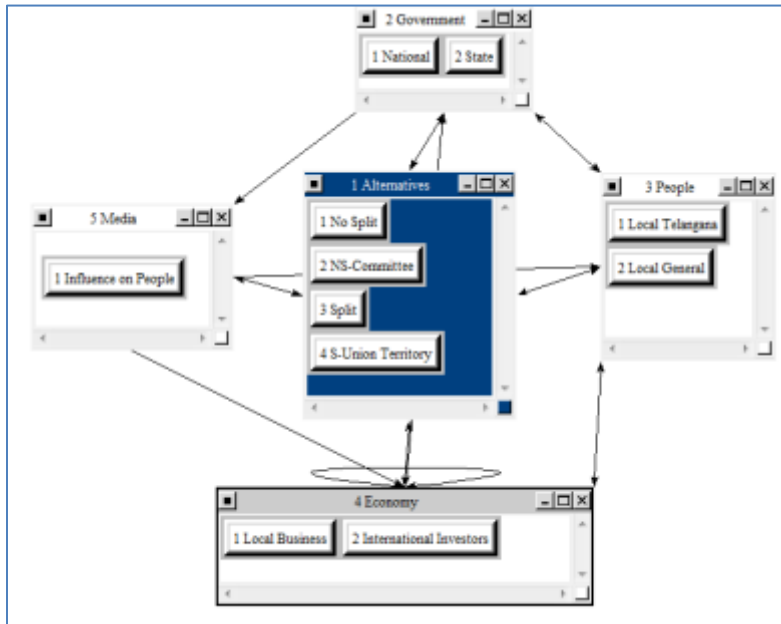 2 Government
1 National 2 State
1 Alternatives
1 No Split
2 NS-Committee
3 Split
4 S-Union Territory
5 Media
1 Influence on People
3 People
1 Local Telangana
2 Local General
4 Economy
1 Local Business 2 International Investors